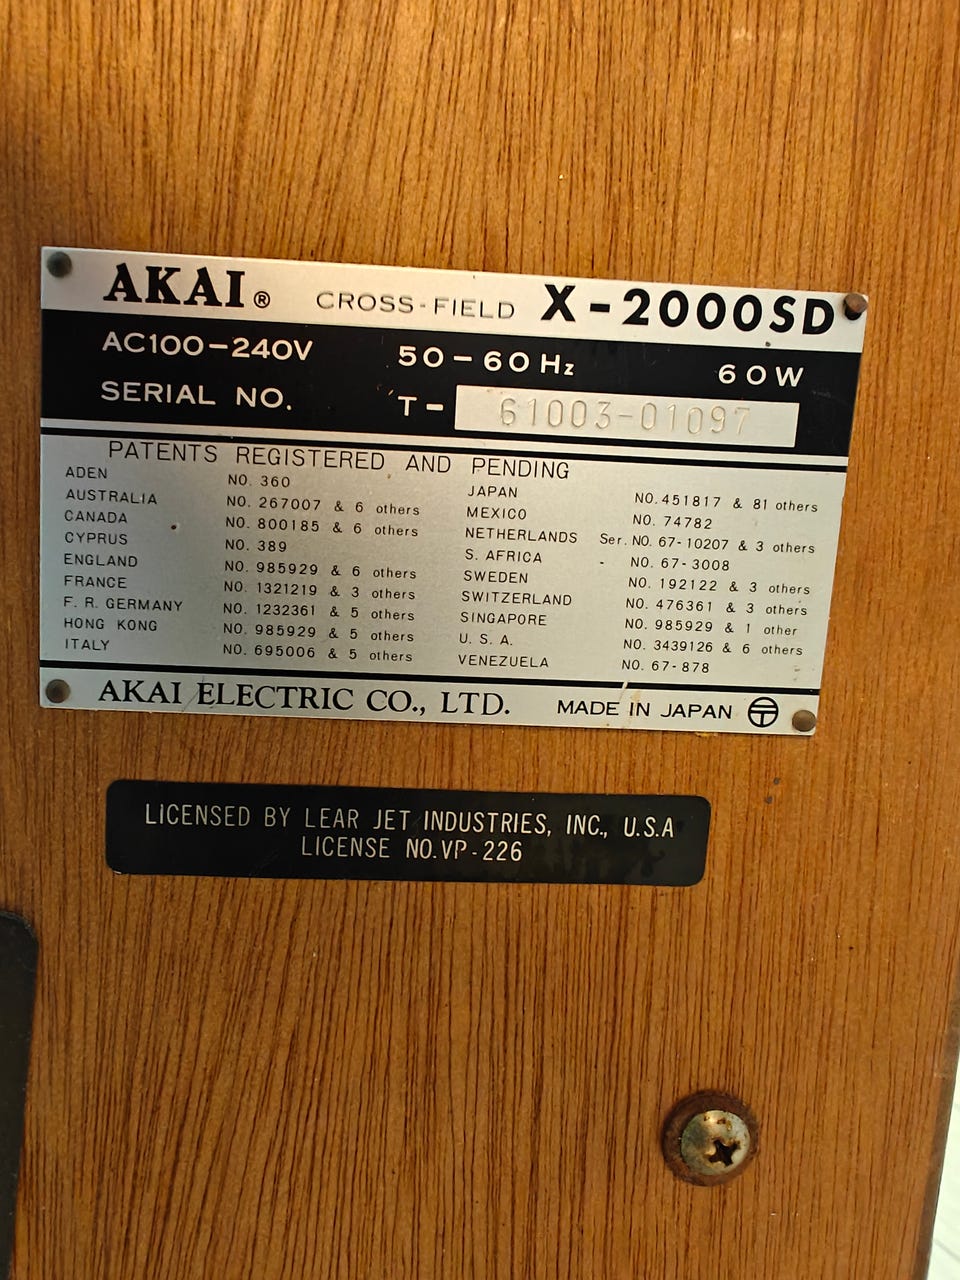 AKAI® CROSS-FIELD X-2000SD
AC100-240V 50-60Hz 60W
SERIAL NO. T- 61003-01097
PATENTS REGISTERED AND PENDING
ADEN NO. 360
AUSTRALIA NO. 267007 & 6 others
CANADA NO. 800185 & 6 others
CYPRUS NO. 389
ENGLAND NO. 985929 & 6 others
FRANCE NO. 1321219 & 3 others
F. R. GERMANY NO. 1232361 & 5 others
HONG KONG NO. 985929 & 5 others
ITALY NO. 695006 & 5 others
JAPAN NO. 451817 & 81 others
MEXICO NO. 74782
NETHERLANDS Ser. NO. 67-10207 & 3 others
S. AFRICA NO. 67-3008
SWEDEN NO. 192122 & 3 others
SWITZERLAND NO. 476361 & 3 others
SINGAPORE NO. 985929 & 1 other
U. S. A. NO. 3439126 & 6 others
VENEZUELA NO. 67-878
AKAI ELECTRIC CO., LTD. MADE IN JAPAN
LICENSED BY LEAR JET INDUSTRIES, INC., U.S.A
LICENSE NO. VP-226